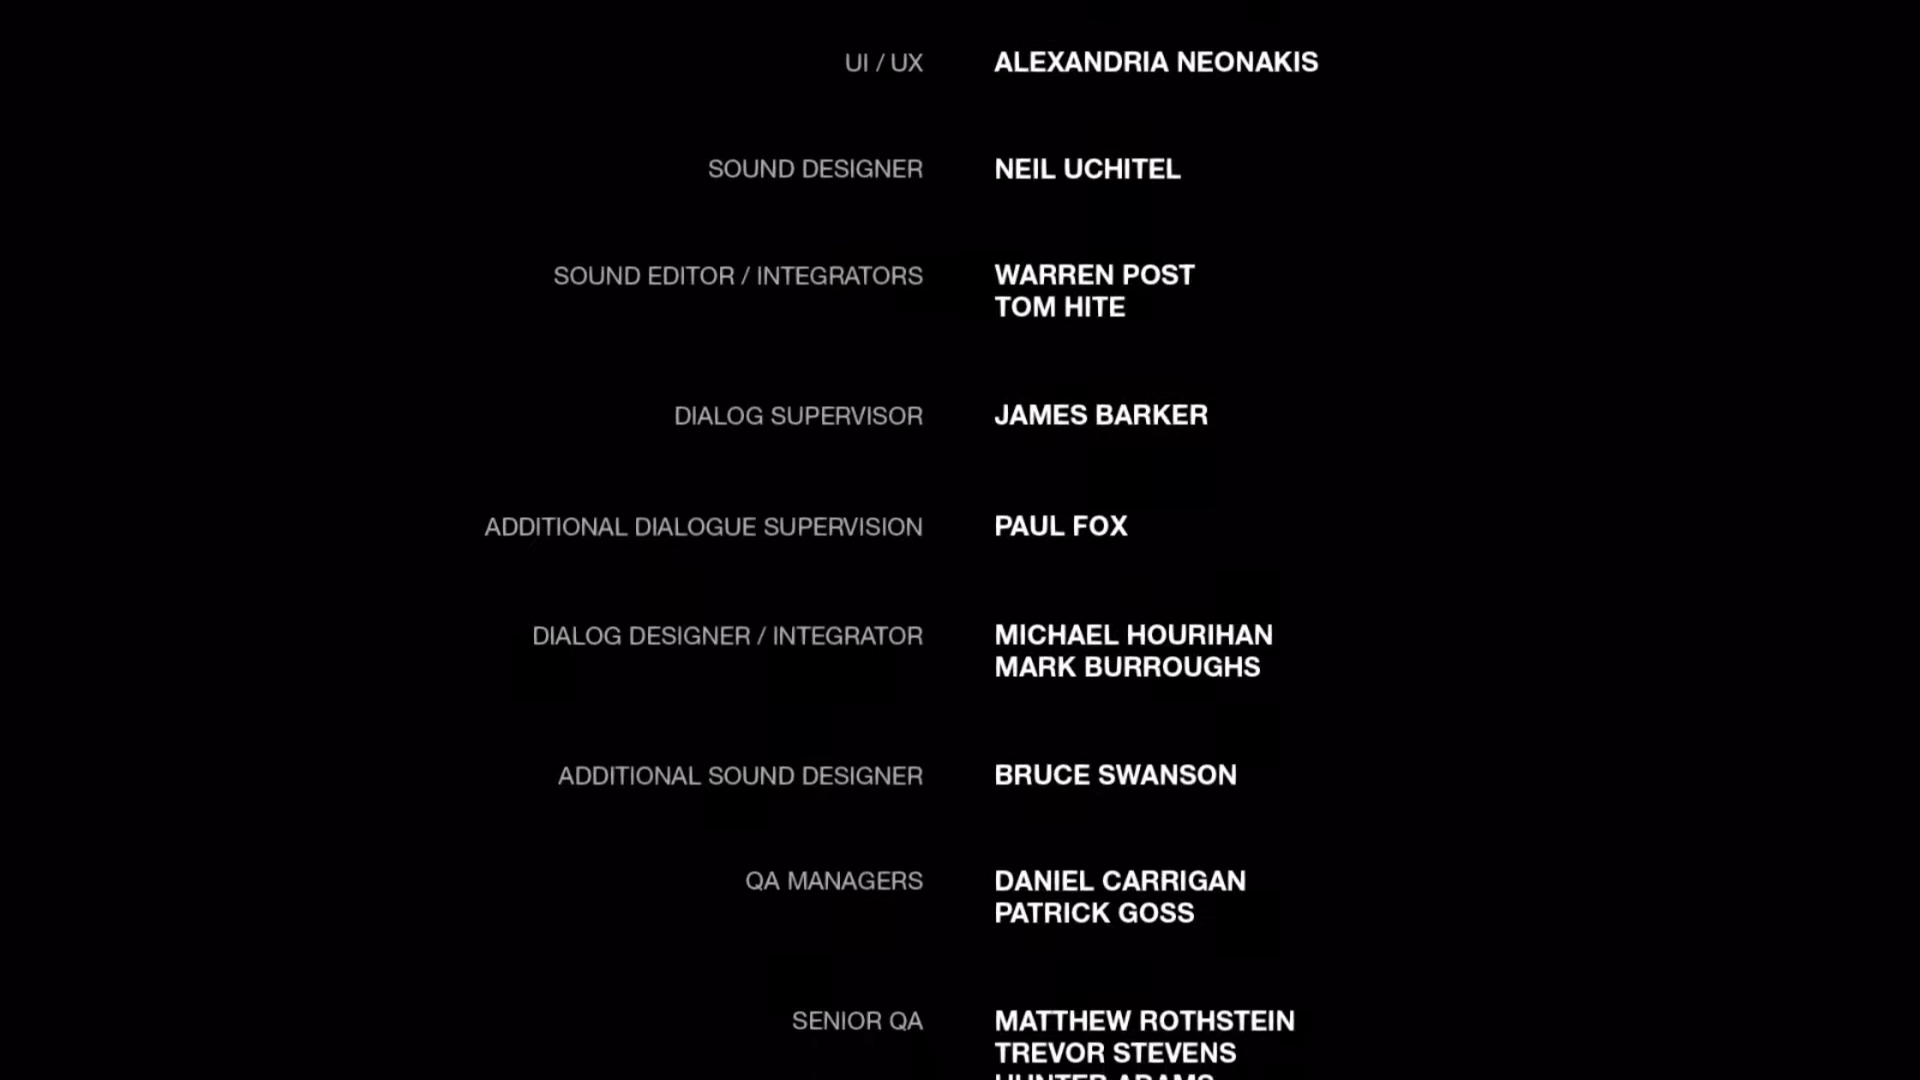 UI / UX ALEXANDRIA NEONAKIS
SOUND DESIGNER NEIL UCHITEL
SOUND EDITOR / INTEGRATORS WARREN POST
TOM HITE
DIALOG SUPERVISOR JAMES BARKER
ADDITIONAL DIALOGUE SUPERVISION PAUL FOX
DIALOG DESIGNER / INTEGRATOR MICHAEL HOURIHAN
MARK BURROUGHS
ADDITIONAL SOUND DESIGNER BRUCE SWANSON
QA MANAGERS DANIEL CARRIGAN
PATRICK GOSS
SENIOR QA MATTHEW ROTHSTEIN
TREVOR STEVENS
HUNTER ADAMS